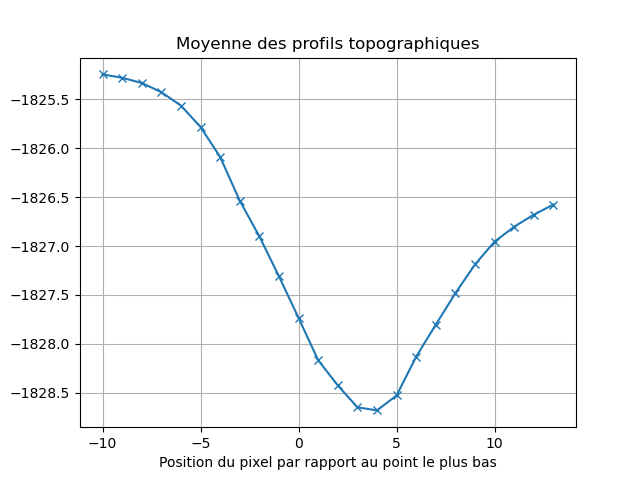 Moyenne des profils topographiques
−1825.5
−1826.0
−1826.5
−1827.0
−1827.5
−1828.0
−1828.5
−10 −5 0 5 10
Position du pixel par rapport au point le plus bas